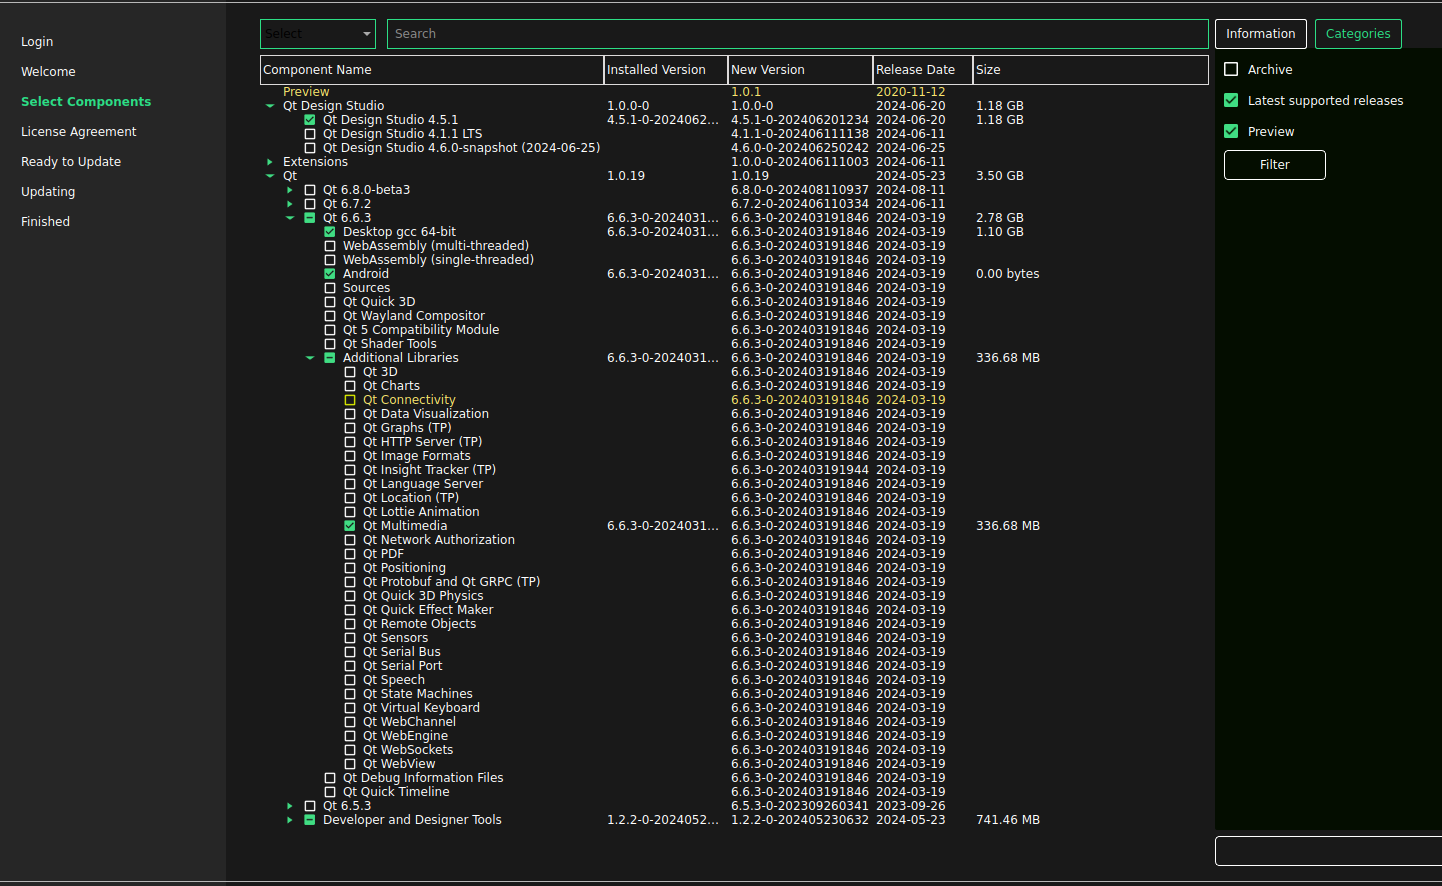 Login
Welcome
Select Components
License Agreement
Ready to Update
Updating
Finished
Select Search
Component Name Installed Version New Version Release Date Size
Preview 1.0.1 2020-11-12
Qt Design Studio 1.0.0-0 1.0.0-0 2024-06-20 1.18 GB
Qt Design Studio 4.5.1 4.5.1-0-2024062... 4.5.1-0-202406201234 2024-06-20 1.18 GB
Qt Design Studio 4.1.1 LTS 4.1.1-0-202406111138 2024-06-11
Qt Design Studio 4.6.0-snapshot (2024-06-25) 4.6.0-0-202406250242 2024-06-25
Extensions 1.0.0-0-202406111003 2024-06-11
Qt 1.0.19 1.0.19 2024-05-23 3.50 GB
Qt 6.8.0-beta3 6.8.0-0-202408110937 2024-08-11
Qt 6.7.2 6.7.2-0-202406110334 2024-06-11
Qt 6.6.3 6.6.3-0-2024031... 6.6.3-0-202403191846 2024-03-19 2.78 GB
Desktop gcc 64-bit 6.6.3-0-2024031... 6.6.3-0-202403191846 2024-03-19 1.10 GB
WebAssembly (multi-threaded) 6.6.3-0-202403191846 2024-03-19
WebAssembly (single-threaded) 6.6.3-0-202403191846 2024-03-19
Android 6.6.3-0-2024031... 6.6.3-0-202403191846 2024-03-19 0.00 bytes
Sources 6.6.3-0-202403191846 2024-03-19
Qt Quick 3D 6.6.3-0-202403191846 2024-03-19
Qt Wayland Compositor 6.6.3-0-202403191846 2024-03-19
Qt 5 Compatibility Module 6.6.3-0-202403191846 2024-03-19
Qt Shader Tools 6.6.3-0-202403191846 2024-03-19
Additional Libraries 6.6.3-0-2024031... 6.6.3-0-202403191846 2024-03-19 336.68 MB
Qt 3D 6.6.3-0-202403191846 2024-03-19
Qt Charts 6.6.3-0-202403191846 2024-03-19
Qt Connectivity 6.6.3-0-202403191846 2024-03-19
Qt Data Visualization 6.6.3-0-202403191846 2024-03-19
Qt Graphs (TP) 6.6.3-0-202403191846 2024-03-19
Qt HTTP Server (TP) 6.6.3-0-202403191846 2024-03-19
Qt Image Formats 6.6.3-0-202403191846 2024-03-19
Qt Insight Tracker (TP) 6.6.3-0-202403191944 2024-03-19
Qt Language Server 6.6.3-0-202403191846 2024-03-19
Qt Location (TP) 6.6.3-0-202403191846 2024-03-19
Qt Lottie Animation 6.6.3-0-202403191846 2024-03-19
Qt Multimedia 6.6.3-0-2024031... 6.6.3-0-202403191846 2024-03-19 336.68 MB
Qt Network Authorization 6.6.3-0-202403191846 2024-03-19
Qt PDF 6.6.3-0-202403191846 2024-03-19
Qt Positioning 6.6.3-0-202403191846 2024-03-19
Qt Protobuf and Qt GRPC (TP) 6.6.3-0-202403191846 2024-03-19
Qt Quick 3D Physics 6.6.3-0-202403191846 2024-03-19
Qt Quick Effect Maker 6.6.3-0-202403191846 2024-03-19
Qt Remote Objects 6.6.3-0-202403191846 2024-03-19
Qt Sensors 6.6.3-0-202403191846 2024-03-19
Qt Serial Bus 6.6.3-0-202403191846 2024-03-19
Qt Serial Port 6.6.3-0-202403191846 2024-03-19
Qt Speech 6.6.3-0-202403191846 2024-03-19
Qt State Machines 6.6.3-0-202403191846 2024-03-19
Qt Virtual Keyboard 6.6.3-0-202403191846 2024-03-19
Qt WebChannel 6.6.3-0-202403191846 2024-03-19
Qt WebEngine 6.6.3-0-202403191846 2024-03-19
Qt WebSockets 6.6.3-0-202403191846 2024-03-19
Qt WebView 6.6.3-0-202403191846 2024-03-19
Qt Debug Information Files 6.6.3-0-202403191846 2024-03-19
Qt Quick Timeline 6.6.3-0-202403191846 2024-03-19
Qt 6.5.3 6.5.3-0-202309260341 2023-09-26
Developer and Designer Tools 1.2.2-0-2024052... 1.2.2-0-202405230632 2024-05-23 741.46 MB
Information Categories
Archive
Latest supported releases
Preview
Filter